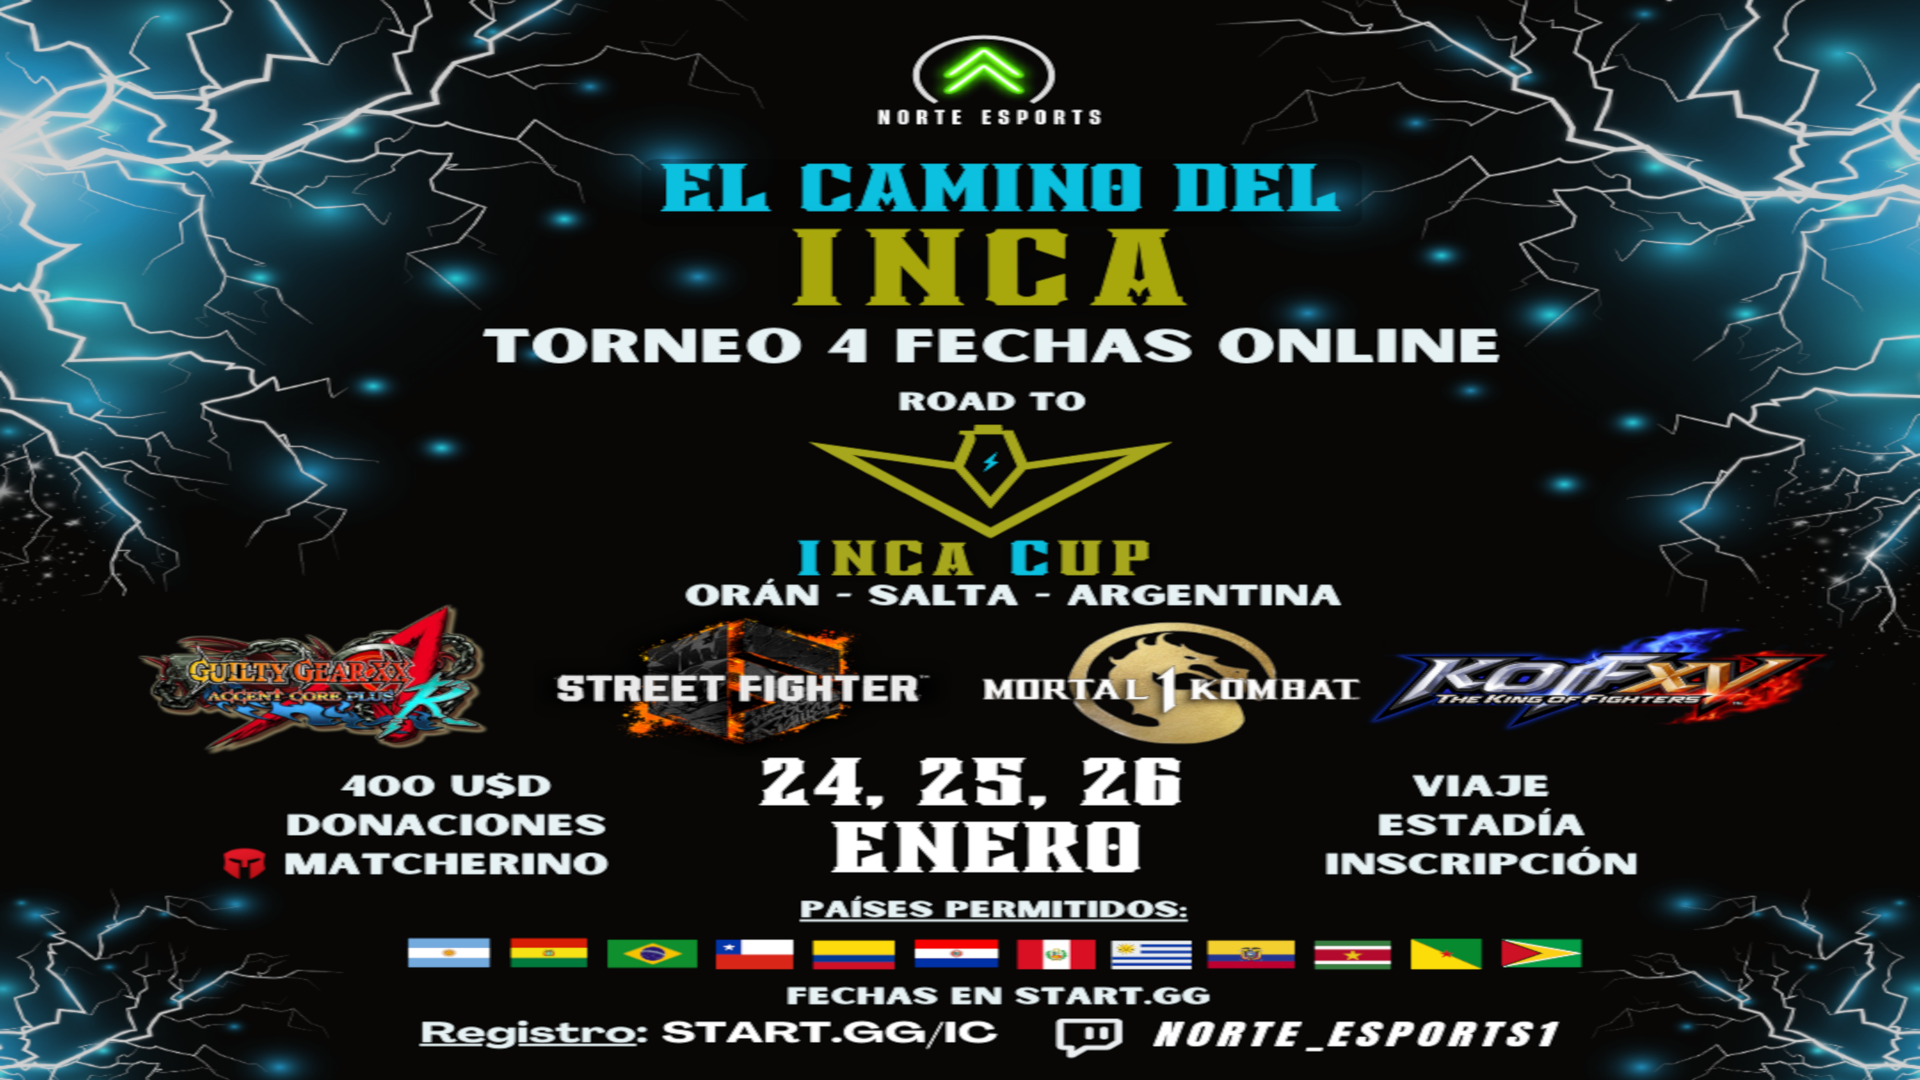 NORTE ESPORTS
EL CAMINO DEL
INCA
TORNEO 4 FECHAS ONLINE
ROAD TO
INCA CUP
ORÁN - SALTA - ARGENTINA
GUILTY GEAR XX
ACCENT CORE PLUS R
STREET FIGHTER 6
MORTAL KOMBAT 1
KOF XV
THE KING OF FIGHTERS
400 U$D
DONACIONES
MATCHERINO
24, 25, 26
ENERO
VIAJE
ESTADÍA
INSCRIPCIÓN
PAÍSES PERMITIDOS:
FECHAS EN START.GG
Registro: START.GG/IC
NORTE_ESPORTS1